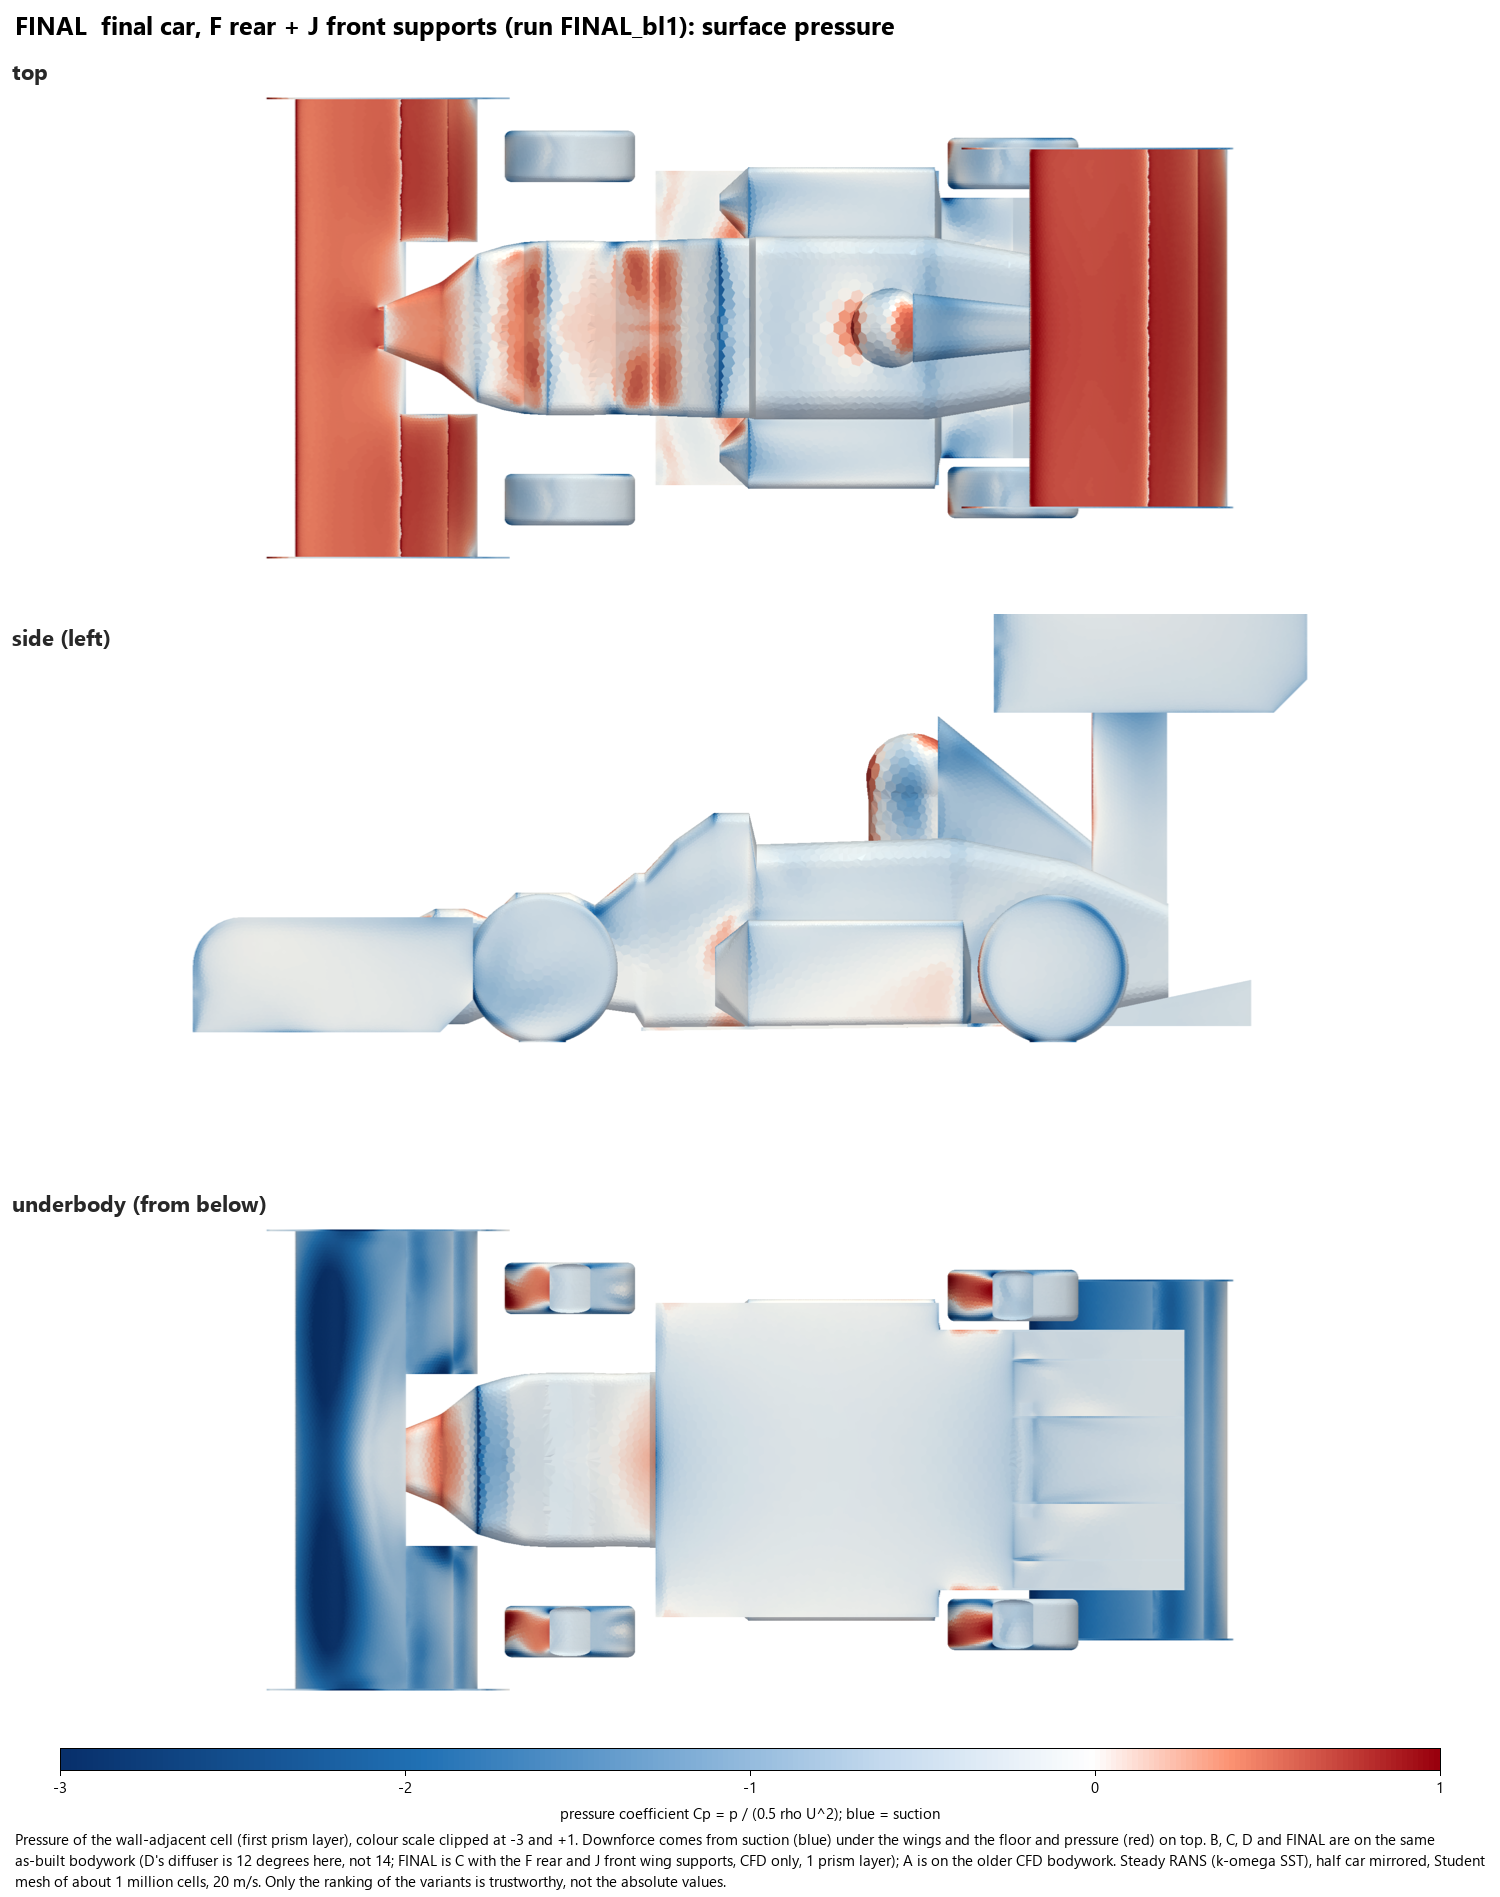 FINAL  final car, F rear + J front supports (run FINAL_bl1): surface pressure
top
side (left)
underbody (from below)
-3
-2
-1
0
1
pressure coefficient Cp = p / (0.5 rho U^2); blue = suction
Pressure of the wall-adjacent cell (first prism layer), colour scale clipped at -3 and +1. Downforce comes from suction (blue) under the wings and the floor and pressure (red) on top. B, C, D and FINAL are on the same
as-built bodywork (D's diffuser is 12 degrees here, not 14; FINAL is C with the F rear and J front wing supports, CFD only, 1 prism layer); A is on the older CFD bodywork. Steady RANS (k-omega SST), half car mirrored, Student
mesh of about 1 million cells, 20 m/s. Only the ranking of the variants is trustworthy, not the absolute values.